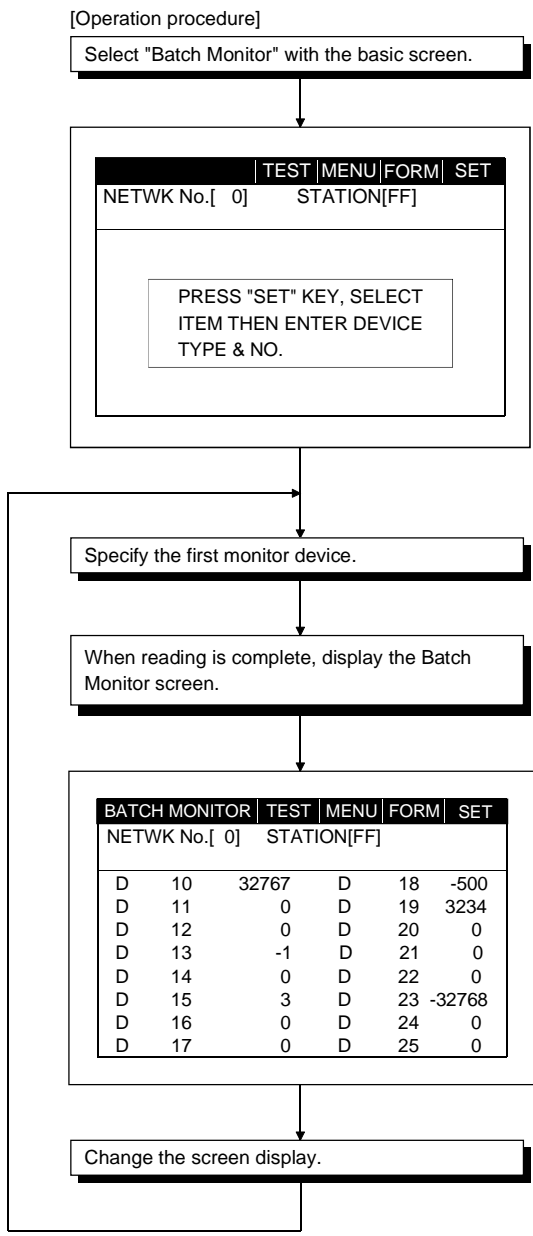 [Operation procedure]
Select "Batch Monitor" with the basic screen.
TEST MENU FORM SET
NETWK No.[ 0] STATION[FF]
PRESS "SET" KEY, SELECT
ITEM THEN ENTER DEVICE
TYPE & NO.
Specify the first monitor device.
When reading is complete, display the Batch
Monitor screen.
BATCH MONITOR TEST MENU FORM SET
NETWK No.[ 0] STATION[FF]
D 10 32767 D 18 -500
D 11 0 D 19 3234
D 12 0 D 20 0
D 13 -1 D 21 0
D 14 0 D 22 0
D 15 3 D 23 -32768
D 16 0 D 24 0
D 17 0 D 25 0
Change the screen display.